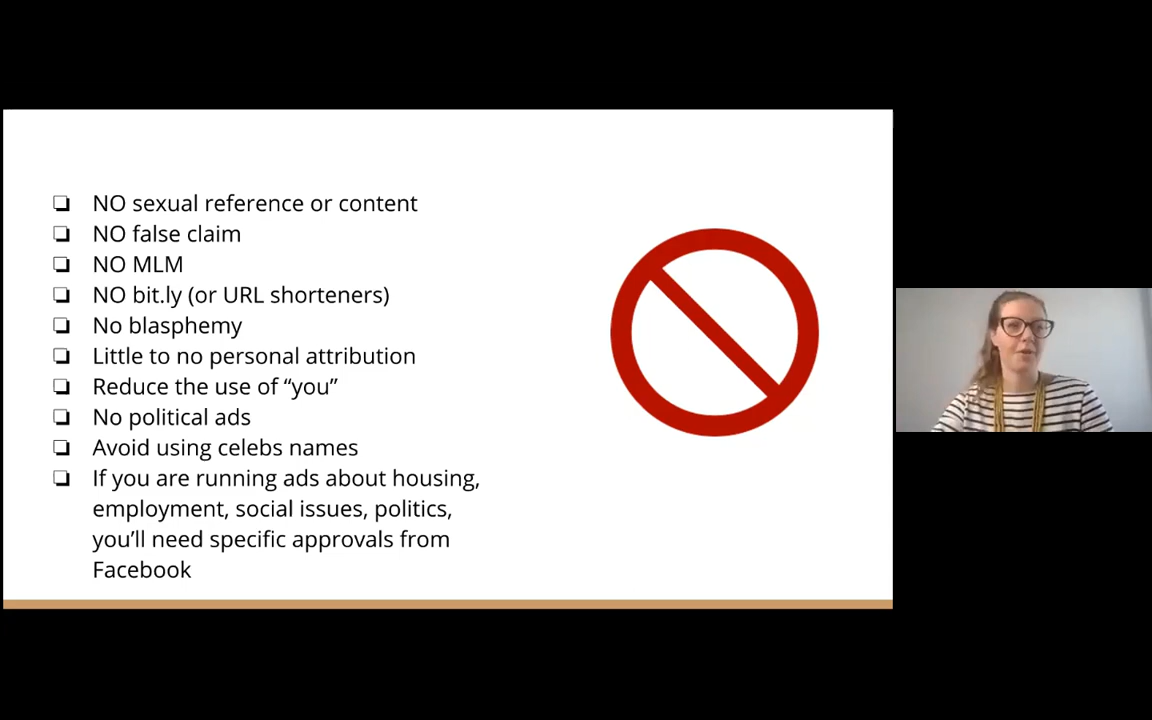 NO sexual reference or content
NO false claim
NO MLM
NO bit.ly (or URL shorteners)
No blasphemy
Little to no personal attribution
Reduce the use of “you”
No political ads
Avoid using celebs names
If you are running ads about housing,
employment, social issues, politics,
you’ll need specific approvals from
Facebook